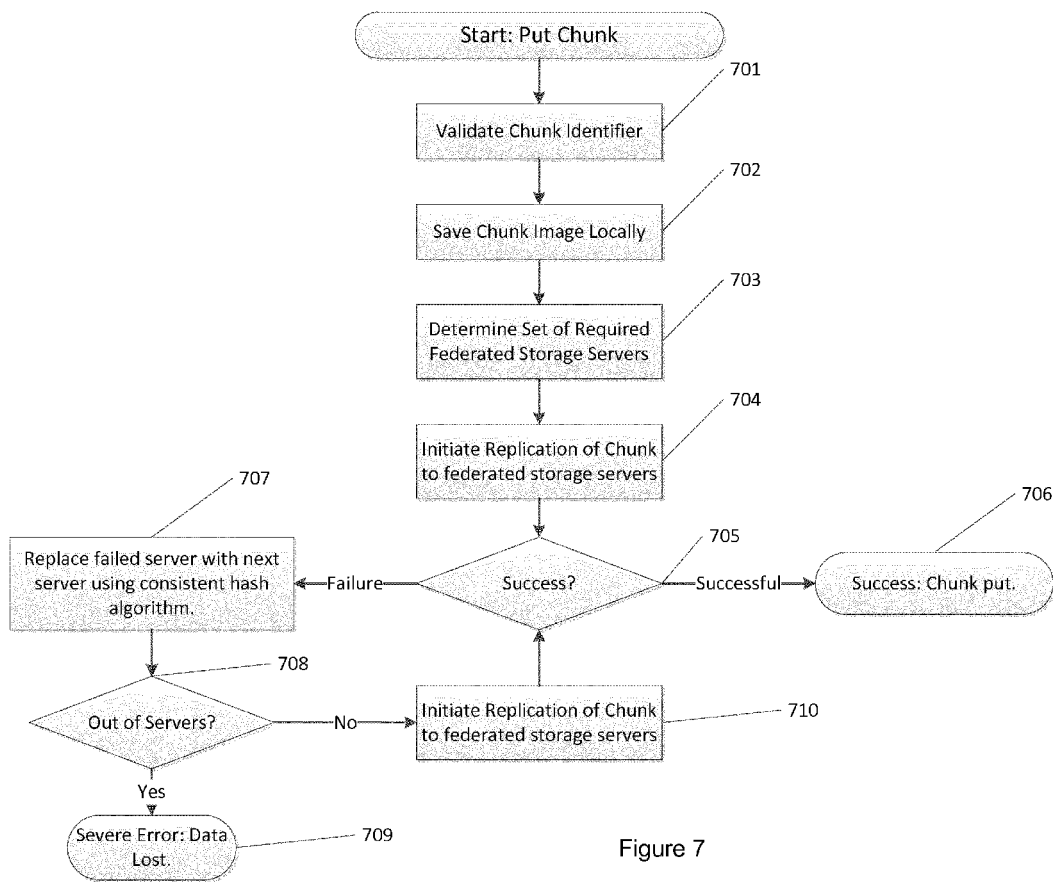 Start: Put Chunk
701
Validate Chunk Identifier
702
Save Chunk Image Locally
703
Determine Set of Required
Federated Storage Servers
704
Initiate Replication of Chunk
to federated storage servers
707
706
705
Replace failed server with next
server using consistent hash
algorithm.
Failure
Success?
Successful
Success: Chunk put.
708
Out of Servers?
No
Initiate Replication of Chunk
to federated storage servers
710
Yes
Severe Error: Data
Lost.
709
Figure 7